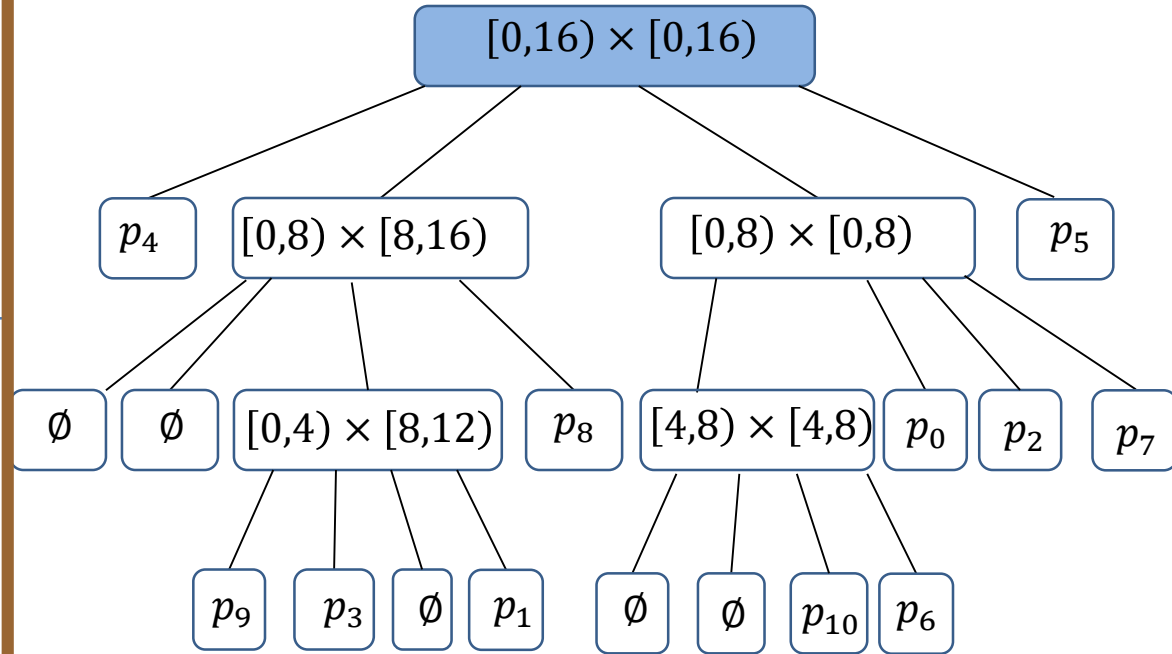 [0,16) × [0,16)
p₄
[0,8) × [8,16)
[0,8) × [0,8)
p₅
∅
∅
[0,4) × [8,12)
p₈
[4,8) × [4,8)
p₀
p₂
p₇
p₉
p₃
∅
p₁
∅
∅
p₁₀
p₆